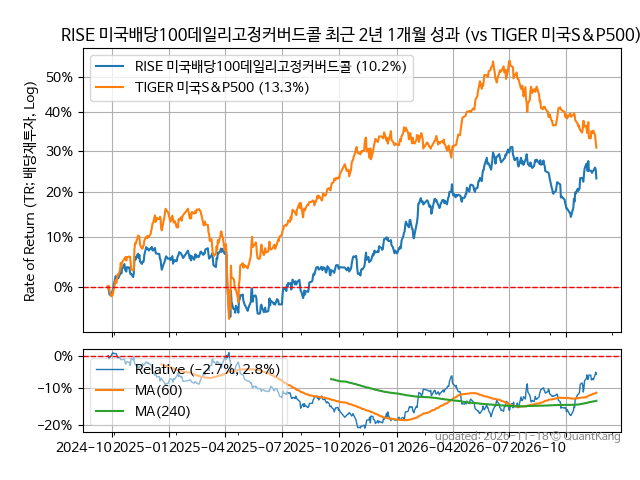 RISE 미국배당100데일리고정커버드콜 최근 2년 1개월 성과 (vs TIGER 미국S&P500)
RISE 미국배당100데일리고정커버드콜 (10.2%)
TIGER 미국S&P500 (13.3%)
Rate of Return (TR: 배당재투자, Log)
50%
40%
30%
20%
10%
0%
Relative (−2.7%, 2.8%)
MA(60)
MA(240)
0%
−10%
−20%
2024-10
2025-01
2025-04
2025-07
2025-10
2026-01
2026-04
2026-07
2026-10
updated: 2026-11-18 © QuantKang